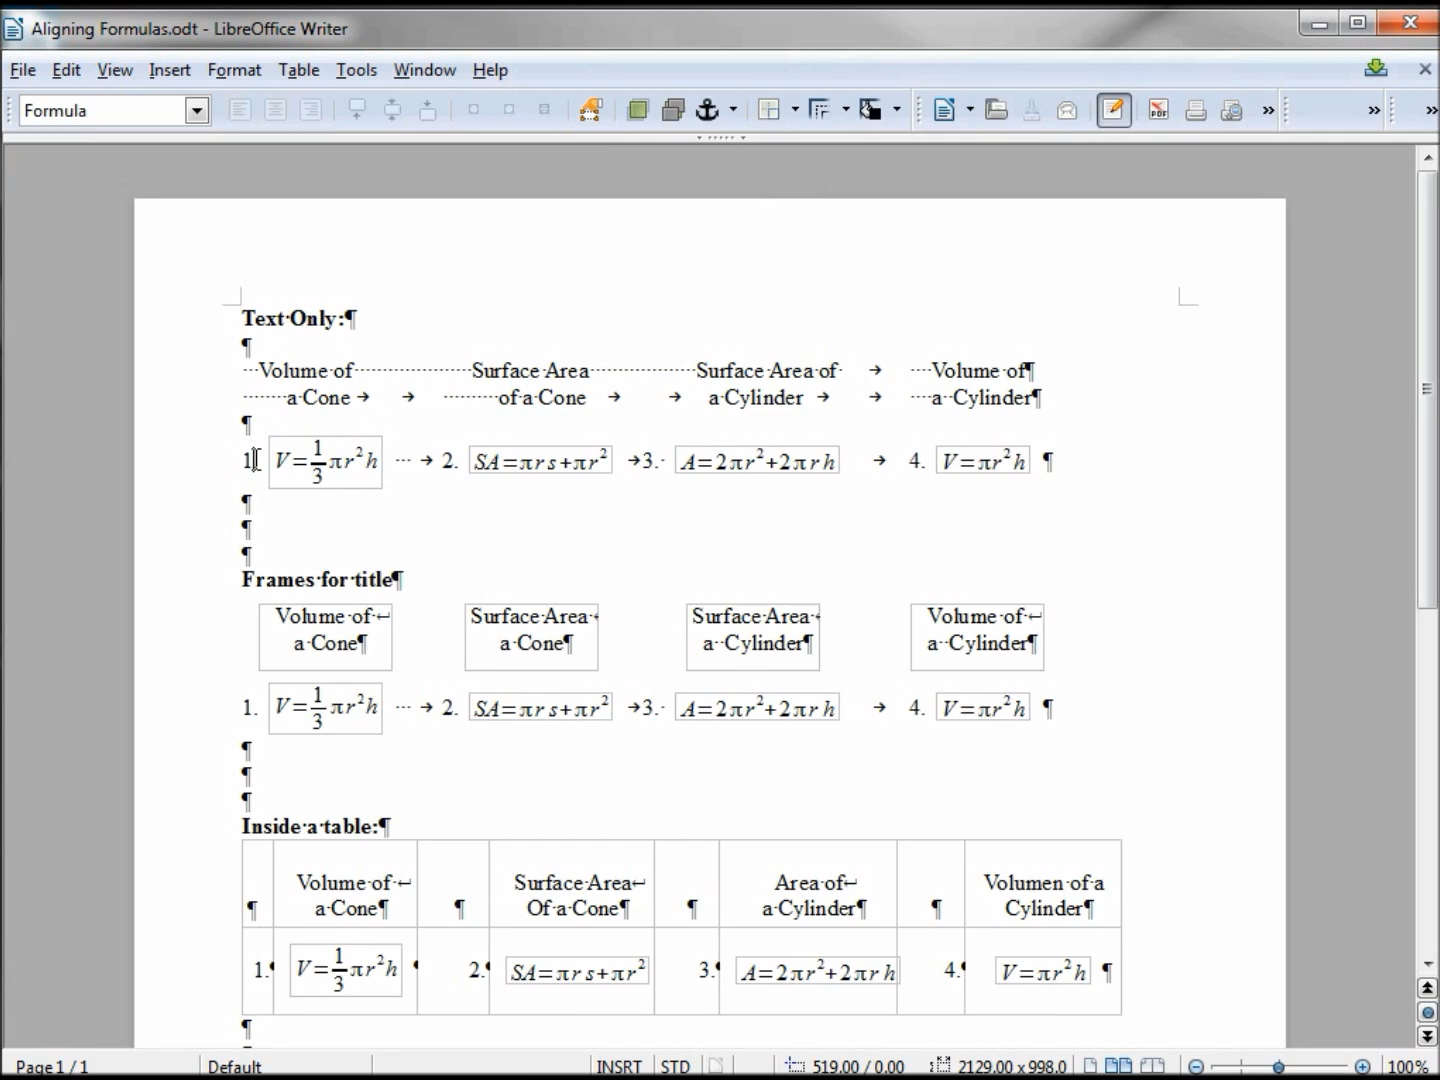 Aligning Formulas.odt - LibreOffice Writer
File Edit View Insert Format Table Tools Window Help
Formula
Text·Only:¶
¶
Volume of Surface Area Surface Area of → Volume of¶
a Cone → → of a Cone → → a Cylinder → → a Cylinder¶
¶
1. V=1/3πr²h → 2. SA=πrs+πr² →3. A=2πr²+2πrh → 4. V=πr²h ¶
¶
¶
¶
Frames·for·title¶
Volume·of·↵ Surface·Area· Surface·Area· Volume·of·↵
a·Cone¶ a·Cone¶ a··Cylinder¶ a··Cylinder¶
1. V=1/3πr²h → 2. SA=πrs+πr² →3. A=2πr²+2πrh → 4. V=πr²h ¶
¶
¶
¶
Inside·a·table:¶
Volume·of·↵ Surface·Area↵ Area·of↵ Volumen·of·a
¶ a·Cone¶ ¶ Of·a·Cone¶ ¶ a·Cylinder¶ ¶ Cylinder¶
1. V=1/3πr²h 2. SA=πrs+πr² 3. A=2πr²+2πrh 4. V=πr²h ¶
¶
Page 1 / 1 Default INSRT STD 519.00 / 0.00 2129.00 x 998.0 100%